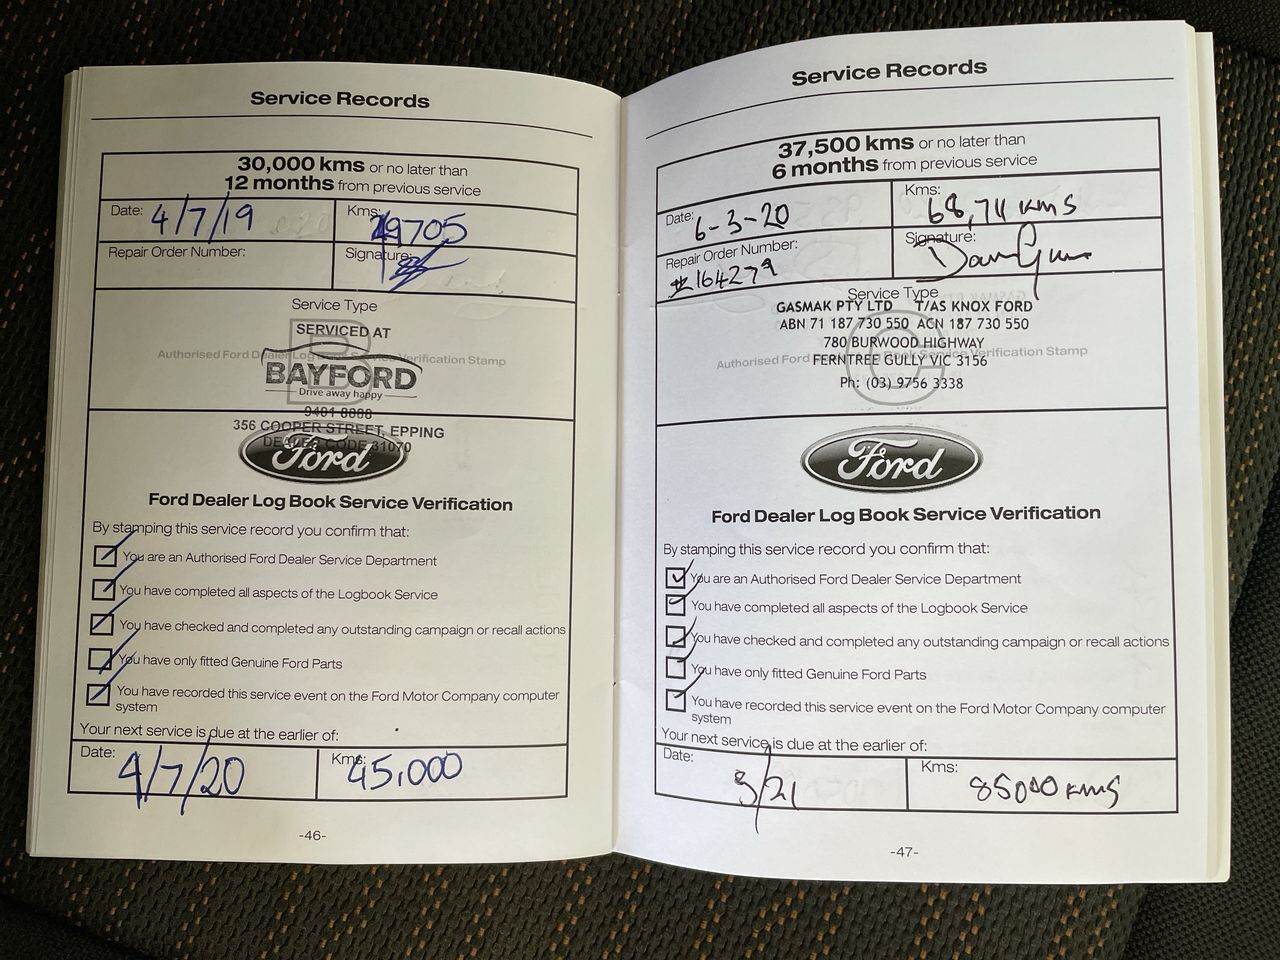 Service Records
30,000 kms or no later than
12 months from previous service
Date: 4/7/19 Kms: 29705
Repair Order Number: Signature:
Service Type
SERVICED AT
B
Authorised Ford Dealer Log Book Service Verification Stamp
BAYFORD
Drive away happy
9401 8888
356 COOPER STREET, EPPING
DEALER CODE 31070
Ford
Ford Dealer Log Book Service Verification
By stamping this service record you confirm that:
You are an Authorised Ford Dealer Service Department
You have completed all aspects of the Logbook Service
You have checked and completed any outstanding campaign or recall actions
You have only fitted Genuine Ford Parts
You have recorded this service event on the Ford Motor Company computer
system
Your next service is due at the earlier of:
Date: 4/7/20 Kms: 45,000
-46-
Service Records
37,500 kms or no later than
6 months from previous service
Date: 6-3-20 Kms: 68,711 KMS
Repair Order Number: #164279 Signature:
Service Type
GASMAK PTY LTD T/AS KNOX FORD
ABN 71 187 730 550 ACN 187 730 550
780 BURWOOD HIGHWAY
C
Authorised Ford Dealer Log Book Service Verification Stamp
FERNTREE GULLY VIC 3156
Ph: (03) 9756 3338
Ford
Ford Dealer Log Book Service Verification
By stamping this service record you confirm that:
You are an Authorised Ford Dealer Service Department
You have completed all aspects of the Logbook Service
You have checked and completed any outstanding campaign or recall actions
You have only fitted Genuine Ford Parts
You have recorded this service event on the Ford Motor Company computer
system
Your next service is due at the earlier of:
Date: 3/21 Kms: 85000 KMS
-47-